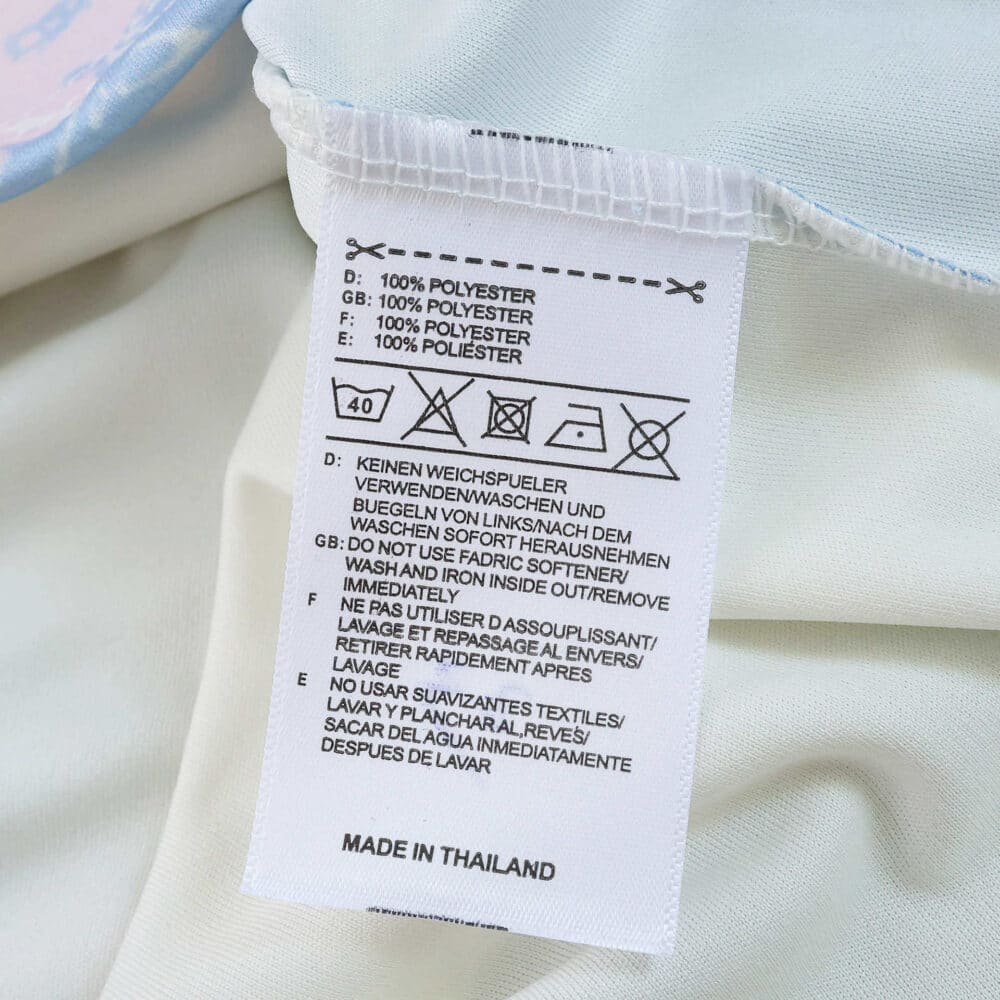 D: 100% POLYESTER
GB: 100% POLYESTER
F: 100% POLYESTER
E: 100% POLIÉSTER
40
D: KEINEN WEICHSPUELER
VERWENDEN/WASCHEN UND
BUEGELN VON LINKS/NACH DEM
WASCHEN SOFORT HERAUSNEHMEN
GB: DO NOT USE FADRIC SOFTENER/
WASH AND IRON INSIDE OUT/REMOVE
IMMEDIATELY
F NE PAS UTILISER D ASSOUPLISSANT/
LAVAGE ET REPASSAGE AL ENVERS/
RETIRER RAPIDEMENT APRES
LAVAGE
E NO USAR SUAVIZANTES TEXTILES/
LAVAR Y PLANCHAR AL,REVES/
SACAR DEL AGUA INMEDIATAMENTE
DESPUES DE LAVAR
MADE IN THAILAND